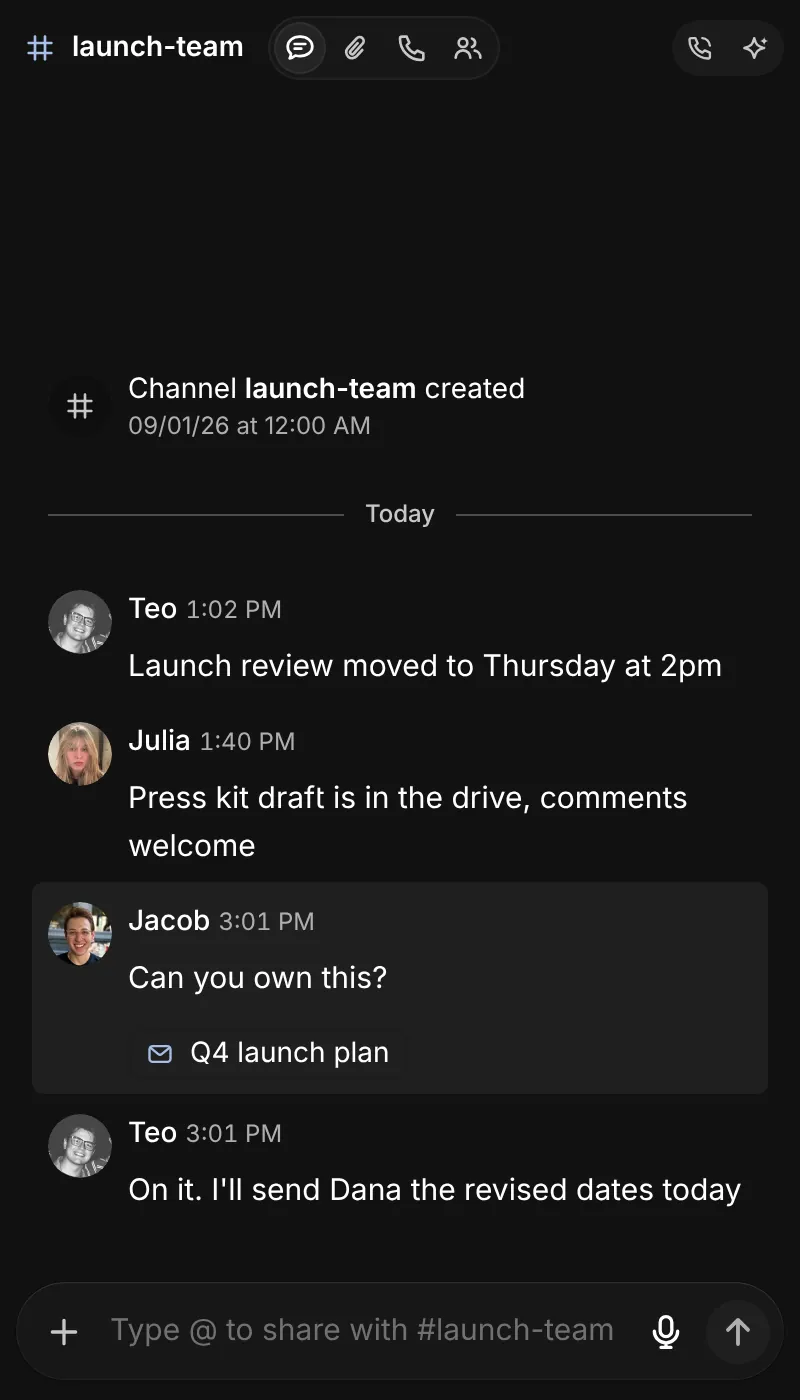 launch-team
Channel launch-team created
09/01/26 at 12:00 AM
Today
Teo 1:02 PM
Launch review moved to Thursday at 2pm
Julia 1:40 PM
Press kit draft is in the drive, comments
welcome
Jacob 3:01 PM
Can you own this?
Q4 launch plan
Teo 3:01 PM
On it. I'll send Dana the revised dates today
Type @ to share with #launch-team